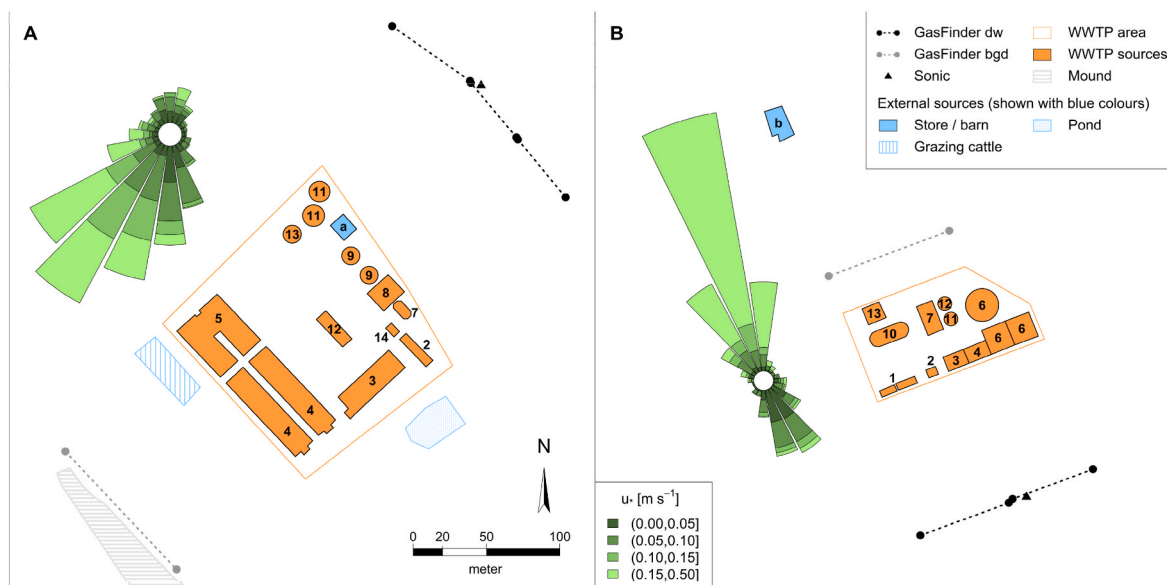 A
11
11
13
a
9
9
8
7
14
2
12
5
3
4
4
N
0 20 60 100
meter
B
b
GasFinder dw
GasFinder bgd
Sonic
WWTP area
WWTP sources
Mound
External sources (shown with blue colours)
Store / barn
Pond
Grazing cattle
13
12
6
7
11
10
6
6
4
3
2
1
u* [m s⁻¹]
(0.00,0.05]
(0.05,0.10]
(0.10,0.15]
(0.15,0.50]